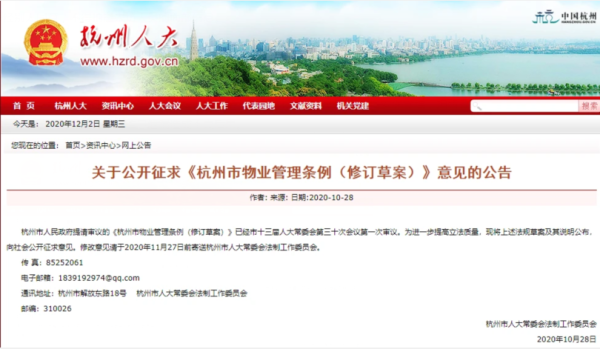 杭州人大
www.hzrd.gov.cn
中国杭州
首 页 杭州人大 资讯中心 人大会议 人大工作 代表园地 文献资料 机关党建
今天是: 2020年12月2日 星期三
您现在的位置: 首页>资讯中心>网上公告
关于公开征求《杭州市物业管理条例（修订草案）》意见的公告
作者: 来源: 日期:2020-10-28
杭州市人民政府提请审议的《杭州市物业管理条例（修订草案）》已经市十三届人大常委会第三十次会议第一次审议。为进一步提高立法质量，现将上述法规草案及其说明公布，
向社会公开征求意见。修改意见请于2020年11月27日前寄送杭州市人大常委会法制工作委员会。
传 真：85252061
电子邮箱：1839192974@qq.com
通讯地址：杭州市解放东路18号 杭州市人大常委会法制工作委员会
邮编：310026
杭州市人大常委会法制工作委员会
2020年10月28日